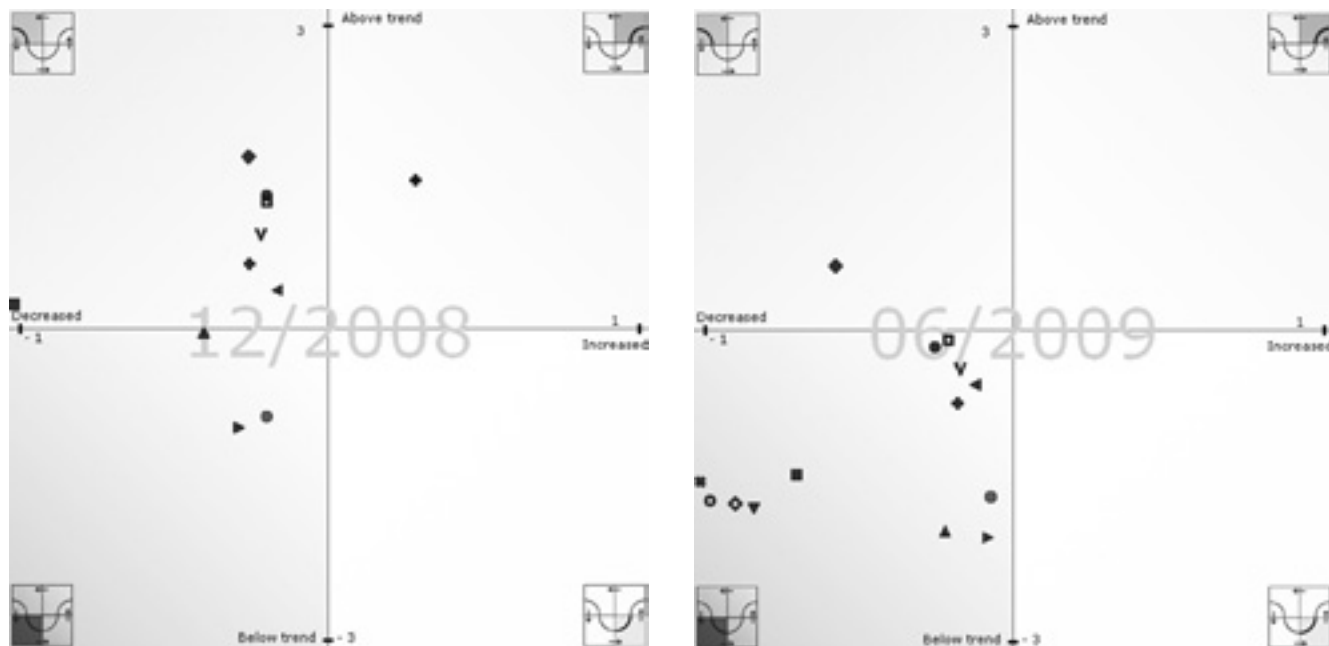 Above trend
3
12/2008
Decreased
- 1
1
Increased
Below trend
- 3
Above trend
3
06/2009
Decreased
- 1
1
Increased
Below trend
- 3